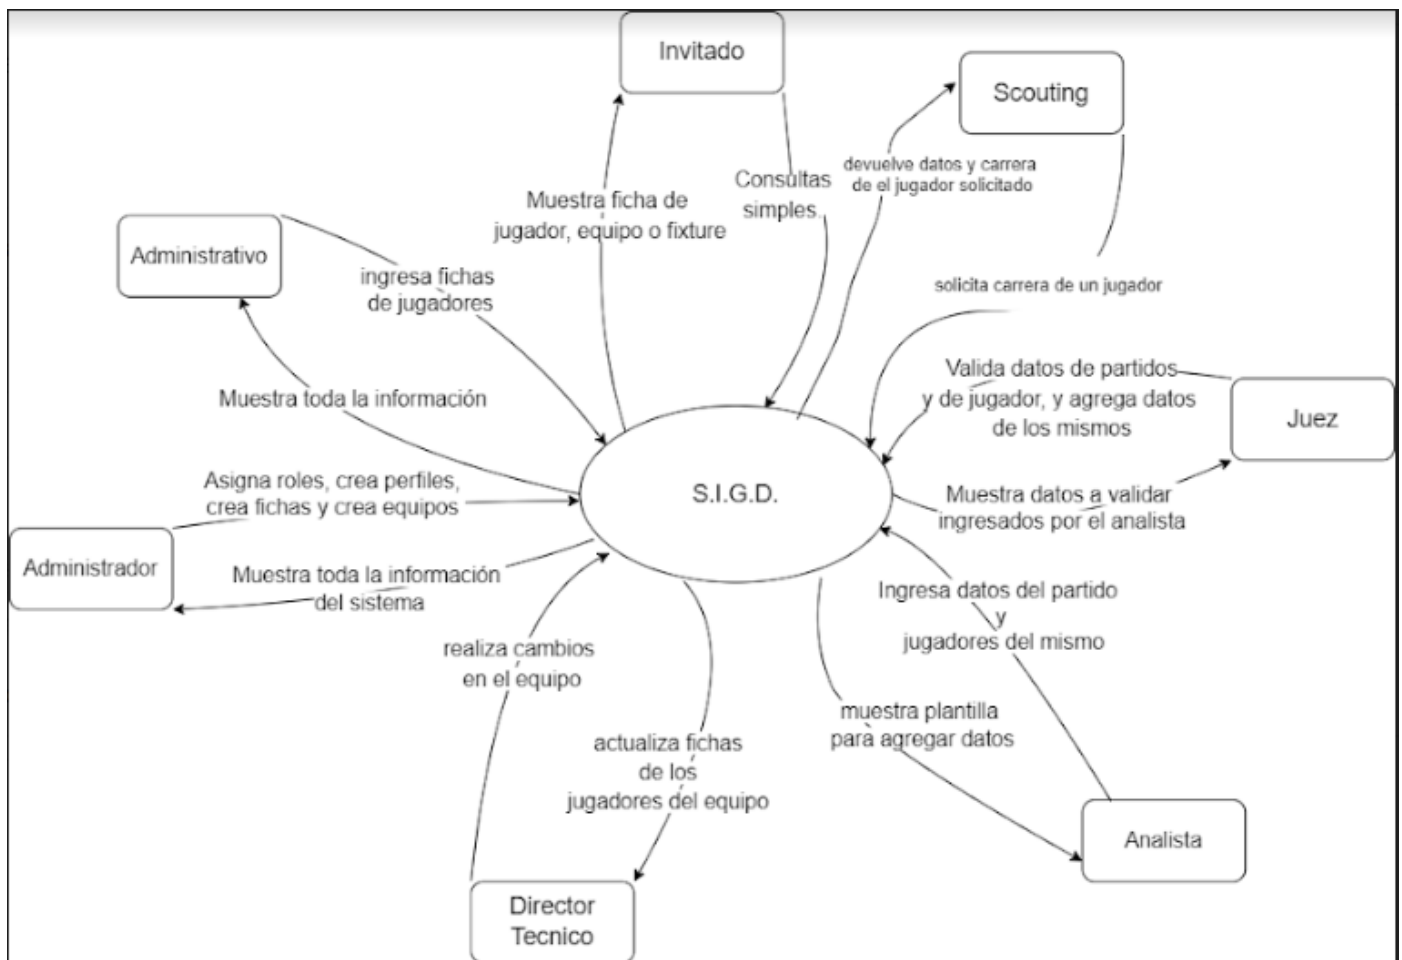 Invitado
Scouting
devuelve datos y carrera
de el jugador solicitado
Consultas
simples.
Muestra ficha de
jugador, equipo o fixture
Administrativo
ingresa fichas
de jugadores
solicita carrera de un jugador
Valida datos de partidos
y de jugador, y agrega datos
de los mismos
Juez
Muestra toda la información
Asigna roles, crea perfiles,
crea fichas y crea equipos
S.I.G.D.
Muestra datos a validar
ingresados por el analista
Administrador
Muestra toda la información
del sistema
Ingresa datos del partido
y
jugadores del mismo
realiza cambios
en el equipo
muestra plantilla
para agregar datos
actualiza fichas
de los
jugadores del equipo
Analista
Director
Tecnico